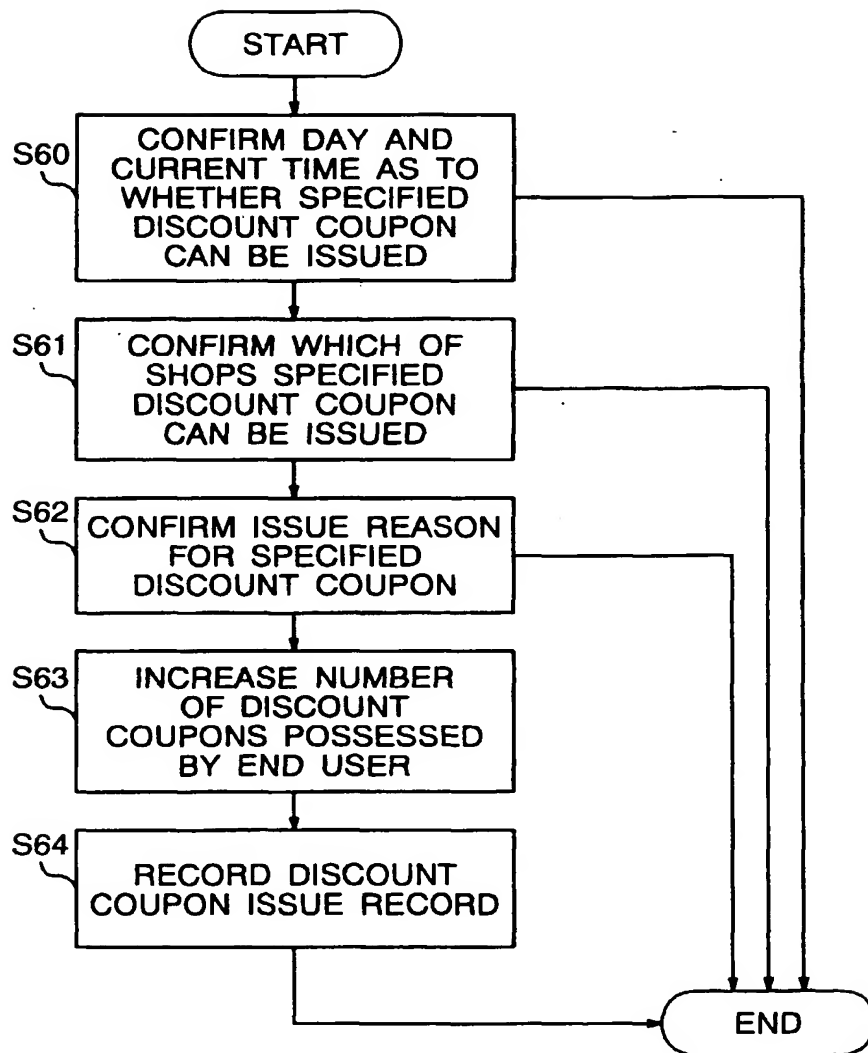 START
S60
CONFIRM DAY AND
CURRENT TIME AS TO
WHETHER SPECIFIED
DISCOUNT COUPON
CAN BE ISSUED
S61
CONFIRM WHICH OF
SHOPS SPECIFIED
DISCOUNT COUPON
CAN BE ISSUED
S62
CONFIRM ISSUE REASON
FOR SPECIFIED
DISCOUNT COUPON
S63
INCREASE NUMBER
OF DISCOUNT
COUPONS POSSESSED
BY END USER
S64
RECORD DISCOUNT
COUPON ISSUE RECORD
END